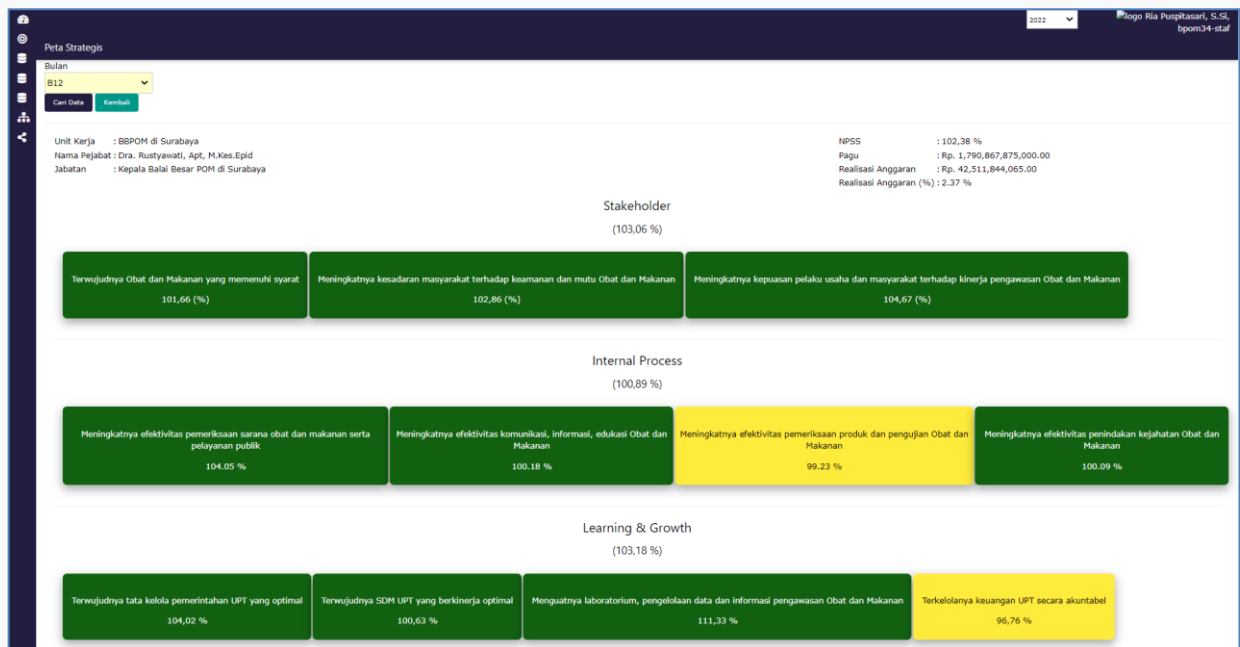 2022
logo Ria Puspitasari, S.Si,
bpom34-staf
Peta Strategis
Bulan
B12
Cari Data Kembali
Unit Kerja : BBPOM di Surabaya
Nama Pejabat : Dra. Rustyawati, Apt, M.Kes.Epid
Jabatan : Kepala Balai Besar POM di Surabaya
NPSS : 102,38 %
Pagu : Rp. 1,790,867,875,000.00
Realisasi Anggaran : Rp. 42,511,844,065.00
Realisasi Anggaran (%) : 2.37 %
Stakeholder
(103,06 %)
Terwujudnya Obat dan Makanan yang memenuhi syarat
101,66 (%)
Meningkatnya kesadaran masyarakat terhadap keamanan dan mutu Obat dan Makanan
102,86 (%)
Meningkatnya kepuasan pelaku usaha dan masyarakat terhadap kinerja pengawasan Obat dan Makanan
104,67 (%)
Internal Process
(100,89 %)
Meningkatnya efektivitas pemeriksaan sarana obat dan makanan serta
pelayanan publik
104.05 %
Meningkatnya efektivitas komunikasi, informasi, edukasi Obat dan
Makanan
100.18 %
Meningkatnya efektivitas pemeriksaan produk dan pengujian Obat dan
Makanan
99.23 %
Meningkatnya efektivitas penindakan kejahatan Obat dan
Makanan
100.09 %
Learning & Growth
(103,18 %)
Terwujudnya tata kelola pemerintahan UPT yang optimal
104,02 %
Terwujudnya SDM UPT yang berkinerja optimal
100,63 %
Menguatnya laboratorium, pengelolaan data dan informasi pengawasan Obat dan Makanan
111,33 %
Terkelolanya keuangan UPT secara akuntabel
96,76 %